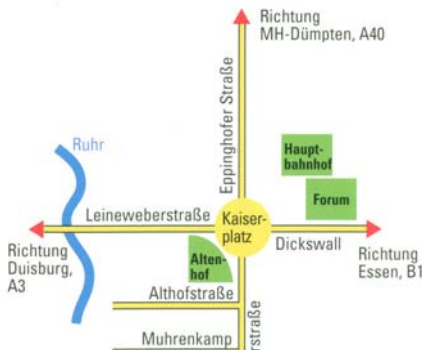 Richtung
MH-Dümpten, A40
Eppinghofer Straße
Ruhr
Haupt-
bahnhof
Forum
Leineweberstraße
Kaiser-
platz
Dickswall
Richtung
Duisburg,
A3
Alten-
hof
Richtung
Essen, B1
Althofstraße
Muhrenkamp
rstraße